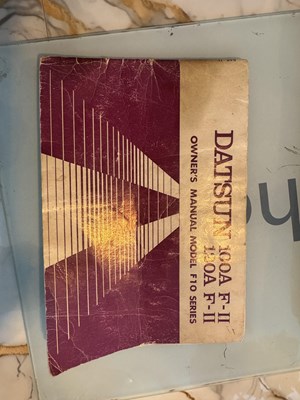 DATSUN 100A F-II
120A F-II
OWNER'S MANUAL MODEL F10 SERIES